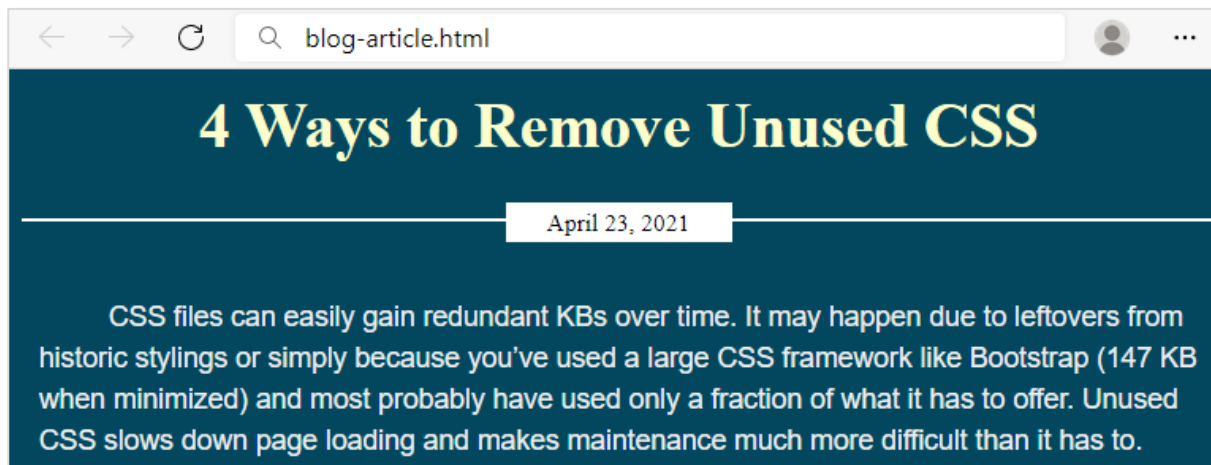 blog-article.html
4 Ways to Remove Unused CSS
April 23, 2021
CSS files can easily gain redundant KBs over time. It may happen due to leftovers from
historic stylings or simply because you’ve used a large CSS framework like Bootstrap (147 KB
when minimized) and most probably have used only a fraction of what it has to offer. Unused
CSS slows down page loading and makes maintenance much more difficult than it has to.